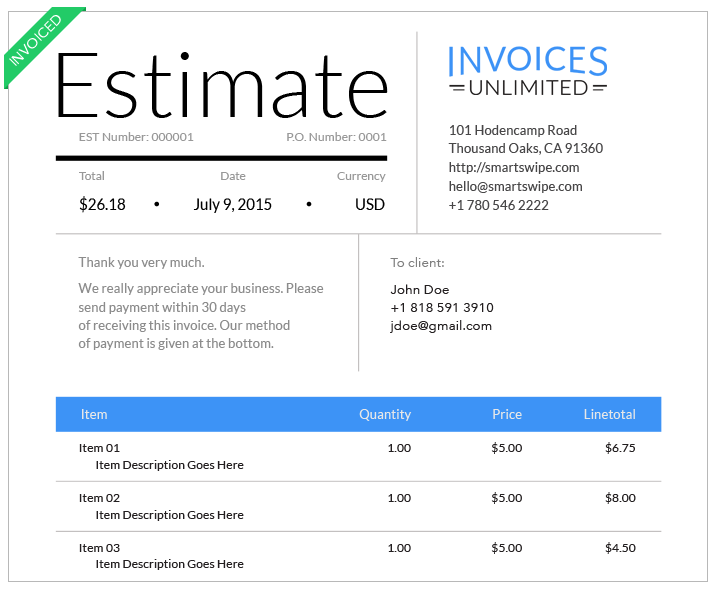 INVOICED
Estimate
EST Number: 000001 P.O. Number: 0001
Total Date Currency
$26.18 • July 9, 2015 • USD
INVOICES
UNLIMITED
101 Hodencamp Road
Thousand Oaks, CA 91360
http://smartswipe.com
hello@smartswipe.com
+1 780 546 2222
Thank you very much.
We really appreciate your business. Please
send payment within 30 days
of receiving this invoice. Our method
of payment is given at the bottom.
To client:
John Doe
+1 818 591 3910
jdoe@gmail.com
Item Quantity Price Linetotal
Item 01 1.00 $5.00 $6.75
Item Description Goes Here
Item 02 1.00 $5.00 $8.00
Item Description Goes Here
Item 03 1.00 $5.00 $4.50
Item Description Goes Here